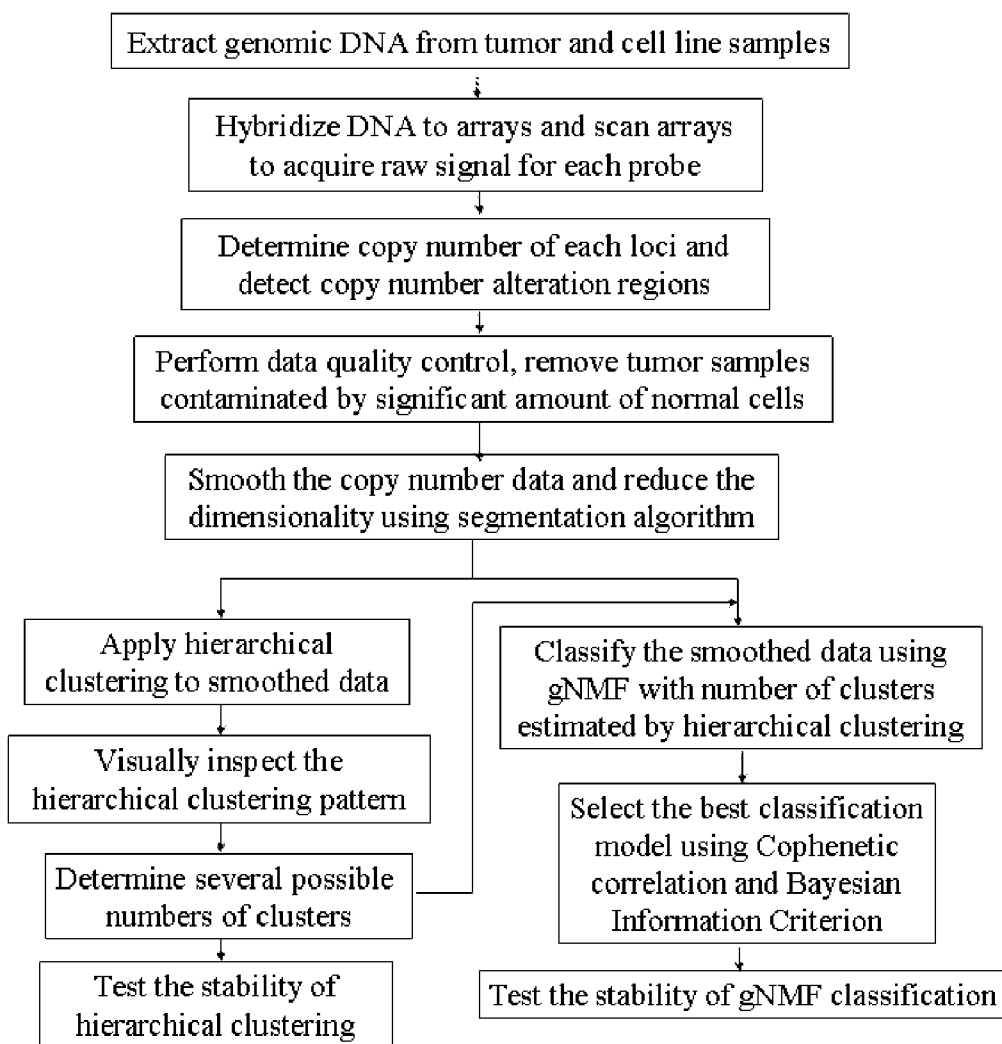 Extract genomic DNA from tumor and cell line samples
Hybridize DNA to arrays and scan arrays
to acquire raw signal for each probe
Determine copy number of each loci and
detect copy number alteration regions
Perform data quality control, remove tumor samples
contaminated by significant amount of normal cells
Smooth the copy number data and reduce the
dimensionality using segmentation algorithm
Apply hierarchical
clustering to smoothed data
Visually inspect the
hierarchical clustering pattern
Determine several possible
numbers of clusters
Test the stability of
hierarchical clustering
Classify the smoothed data using
gNMF with number of clusters
estimated by hierarchical clustering
Select the best classification
model using Cophenetic
correlation and Bayesian
Information Criterion
Test the stability of gNMF classification